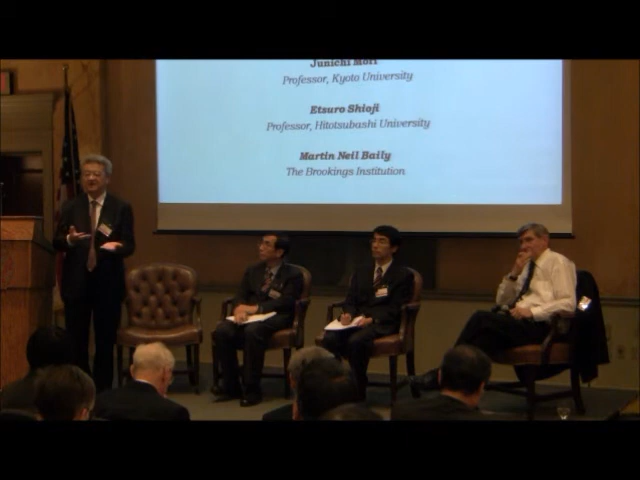 Junichi Mori
Professor, Kyoto University
Etsuro Shioji
Professor, Hitotsubashi University
Martin Neil Baily
The Brookings Institution